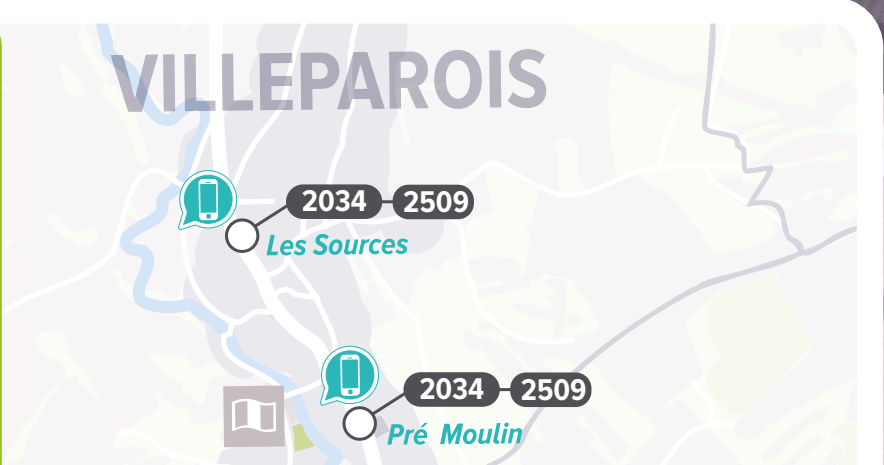 VILLEPAROIS
2034 2509
Les Sources
2034 2509
Pré Moulin